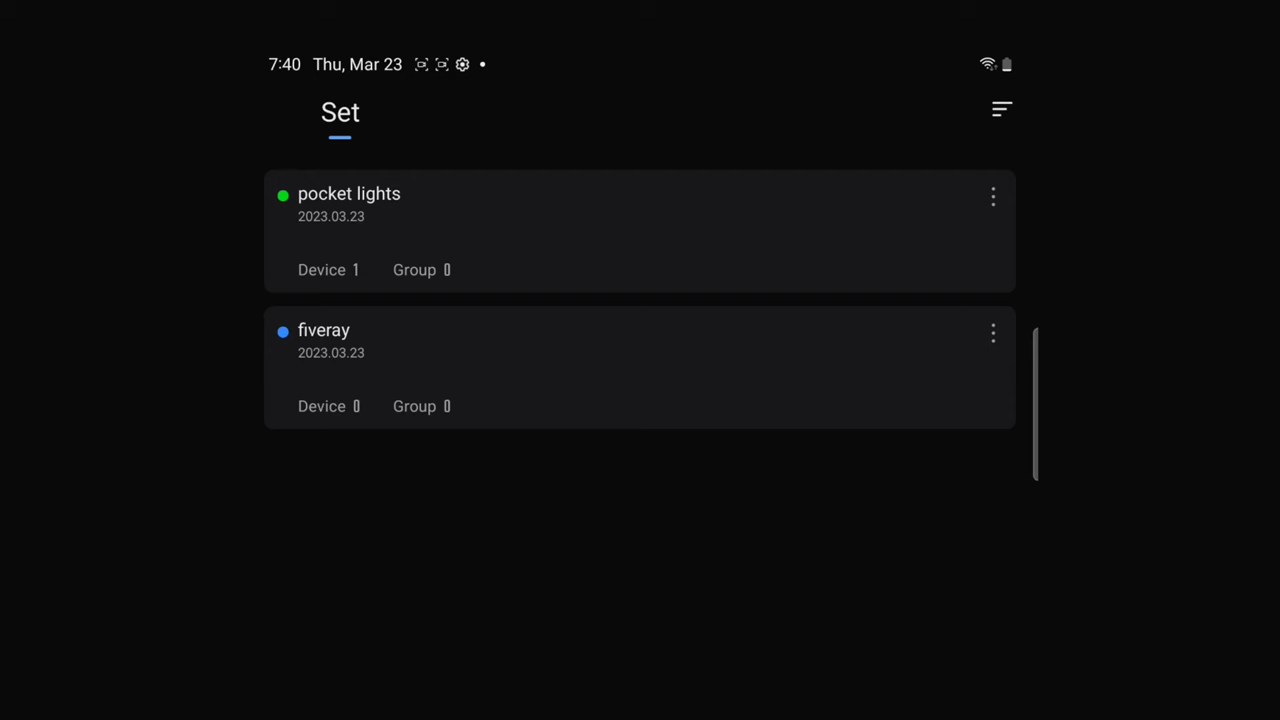 7:40 Thu, Mar 23
Set
pocket lights
2023.03.23
Device 1 Group 0
fiveray
2023.03.23
Device 0 Group 0